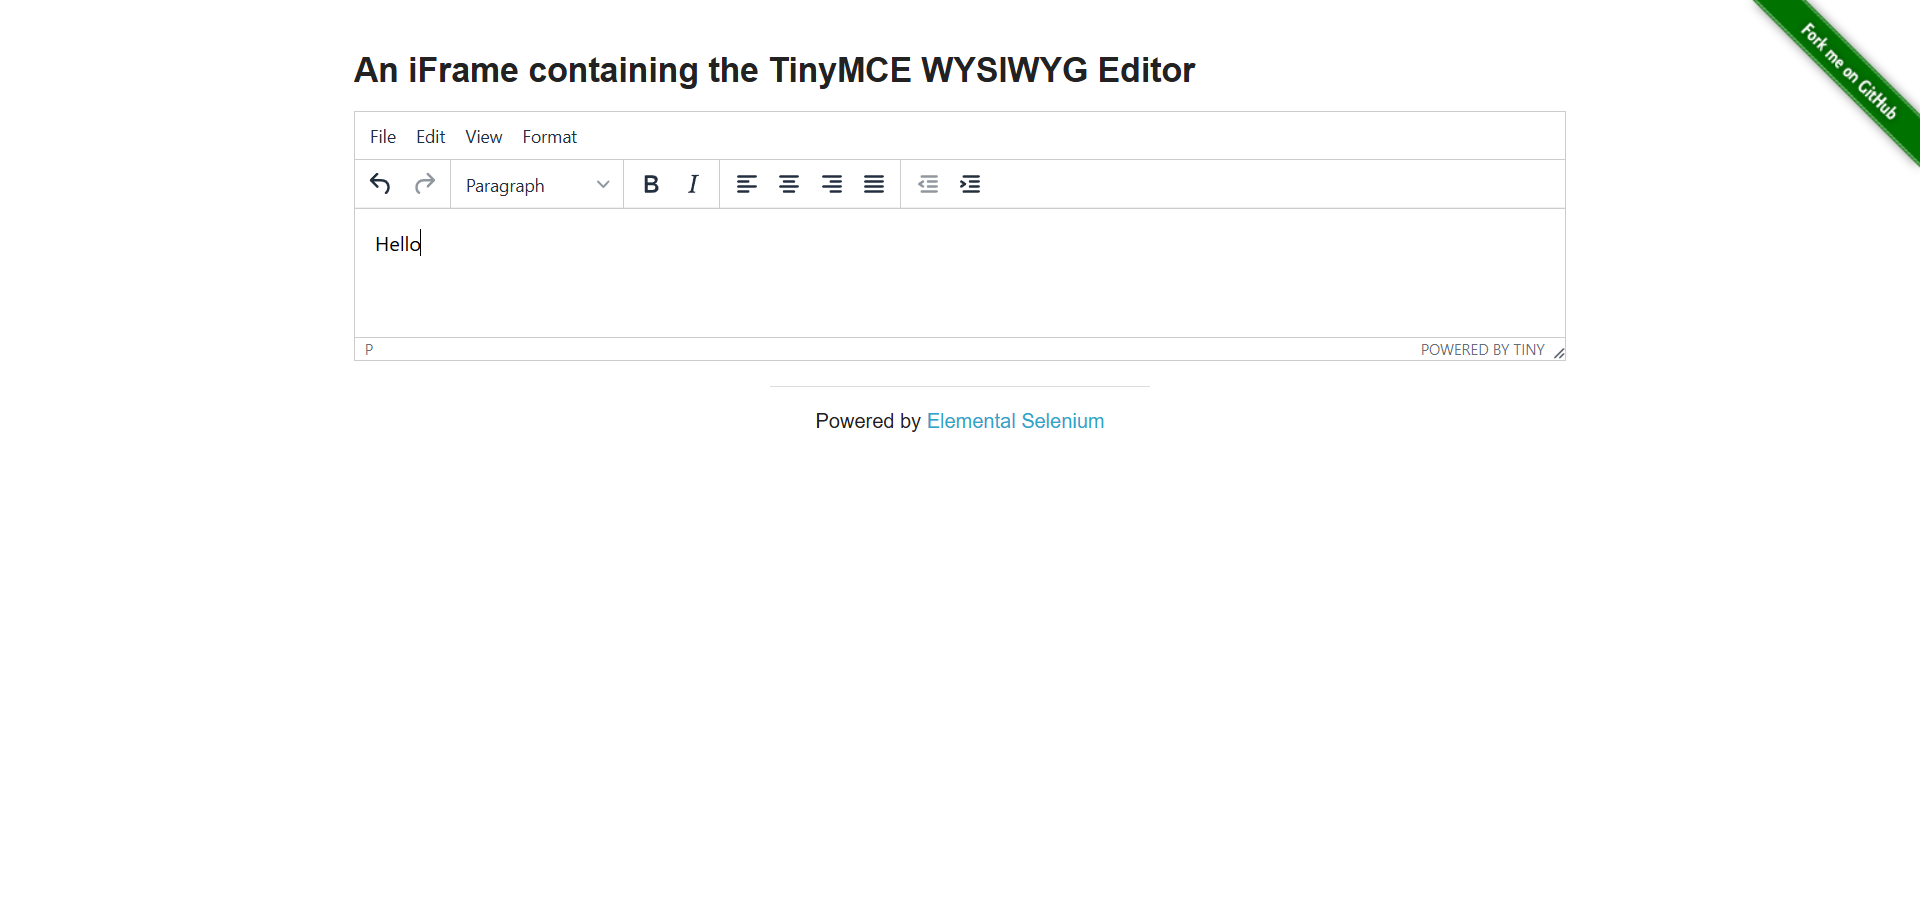 Fork me on GitHub
An iFrame containing the TinyMCE WYSIWYG Editor
File Edit View Format
Paragraph B I
Hello
P POWERED BY TINY
Powered by Elemental Selenium